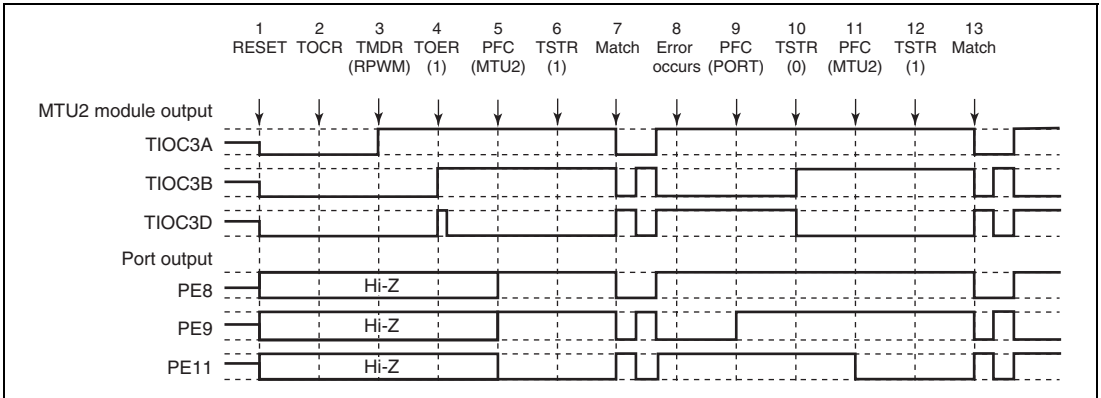 1 2 3 4 5 6 7 8 9 10 11 12 13
RESET TOCR TMDR TOER PFC TSTR Match Error PFC TSTR PFC TSTR Match
(RPWM) (1) (MTU2) (1) occurs (PORT) (0) (MTU2) (1)
MTU2 module output
TIOC3A
TIOC3B
TIOC3D
Port output
PE8 Hi-Z
PE9 Hi-Z
PE11 Hi-Z